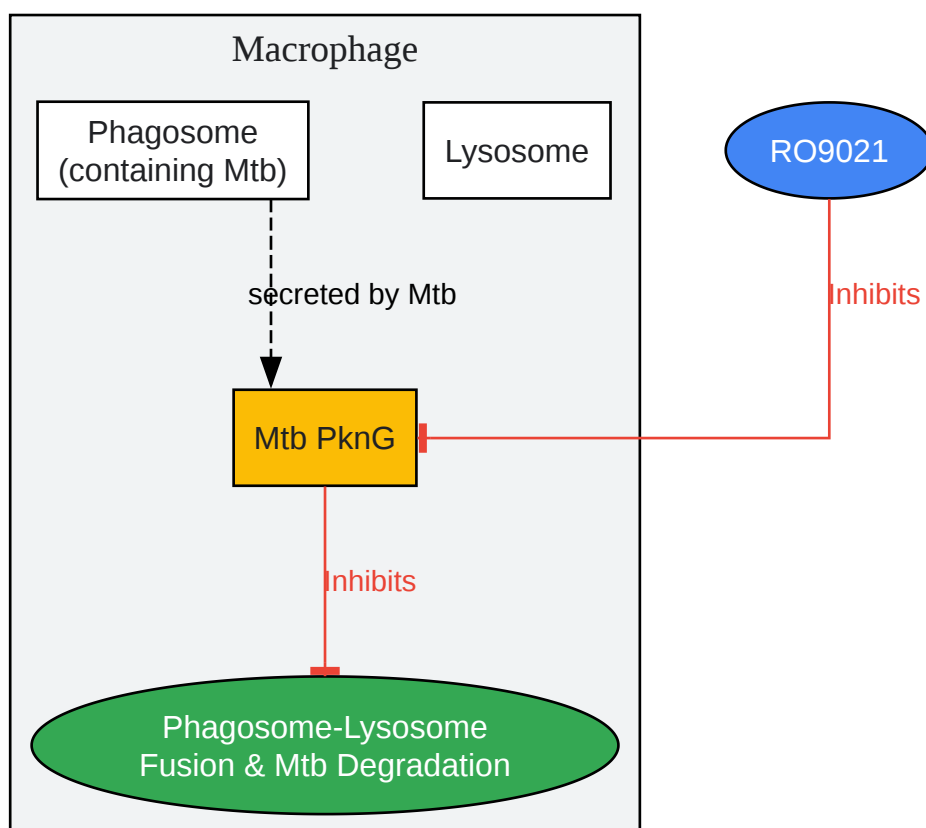 Macrophage
Phagosome
(containing Mtb)
Lysosome
RO9021
secreted by Mtb
Inhibits
Mtb PknG
Inhibits
Phagosome-Lysosome
Fusion & Mtb Degradation